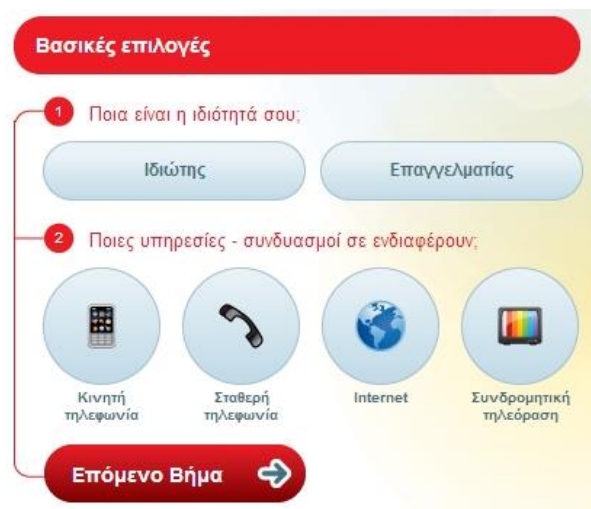 Βασικές επιλογές
1 Ποια είναι η ιδιότητά σου;
Ιδιώτης Επαγγελματίας
2 Ποιες υπηρεσίες - συνδυασμοί σε ενδιαφέρουν;
Κινητή τηλεφωνία
Σταθερή τηλεφωνία
Internet
Συνδρομητική τηλεόραση
Επόμενο Βήμα